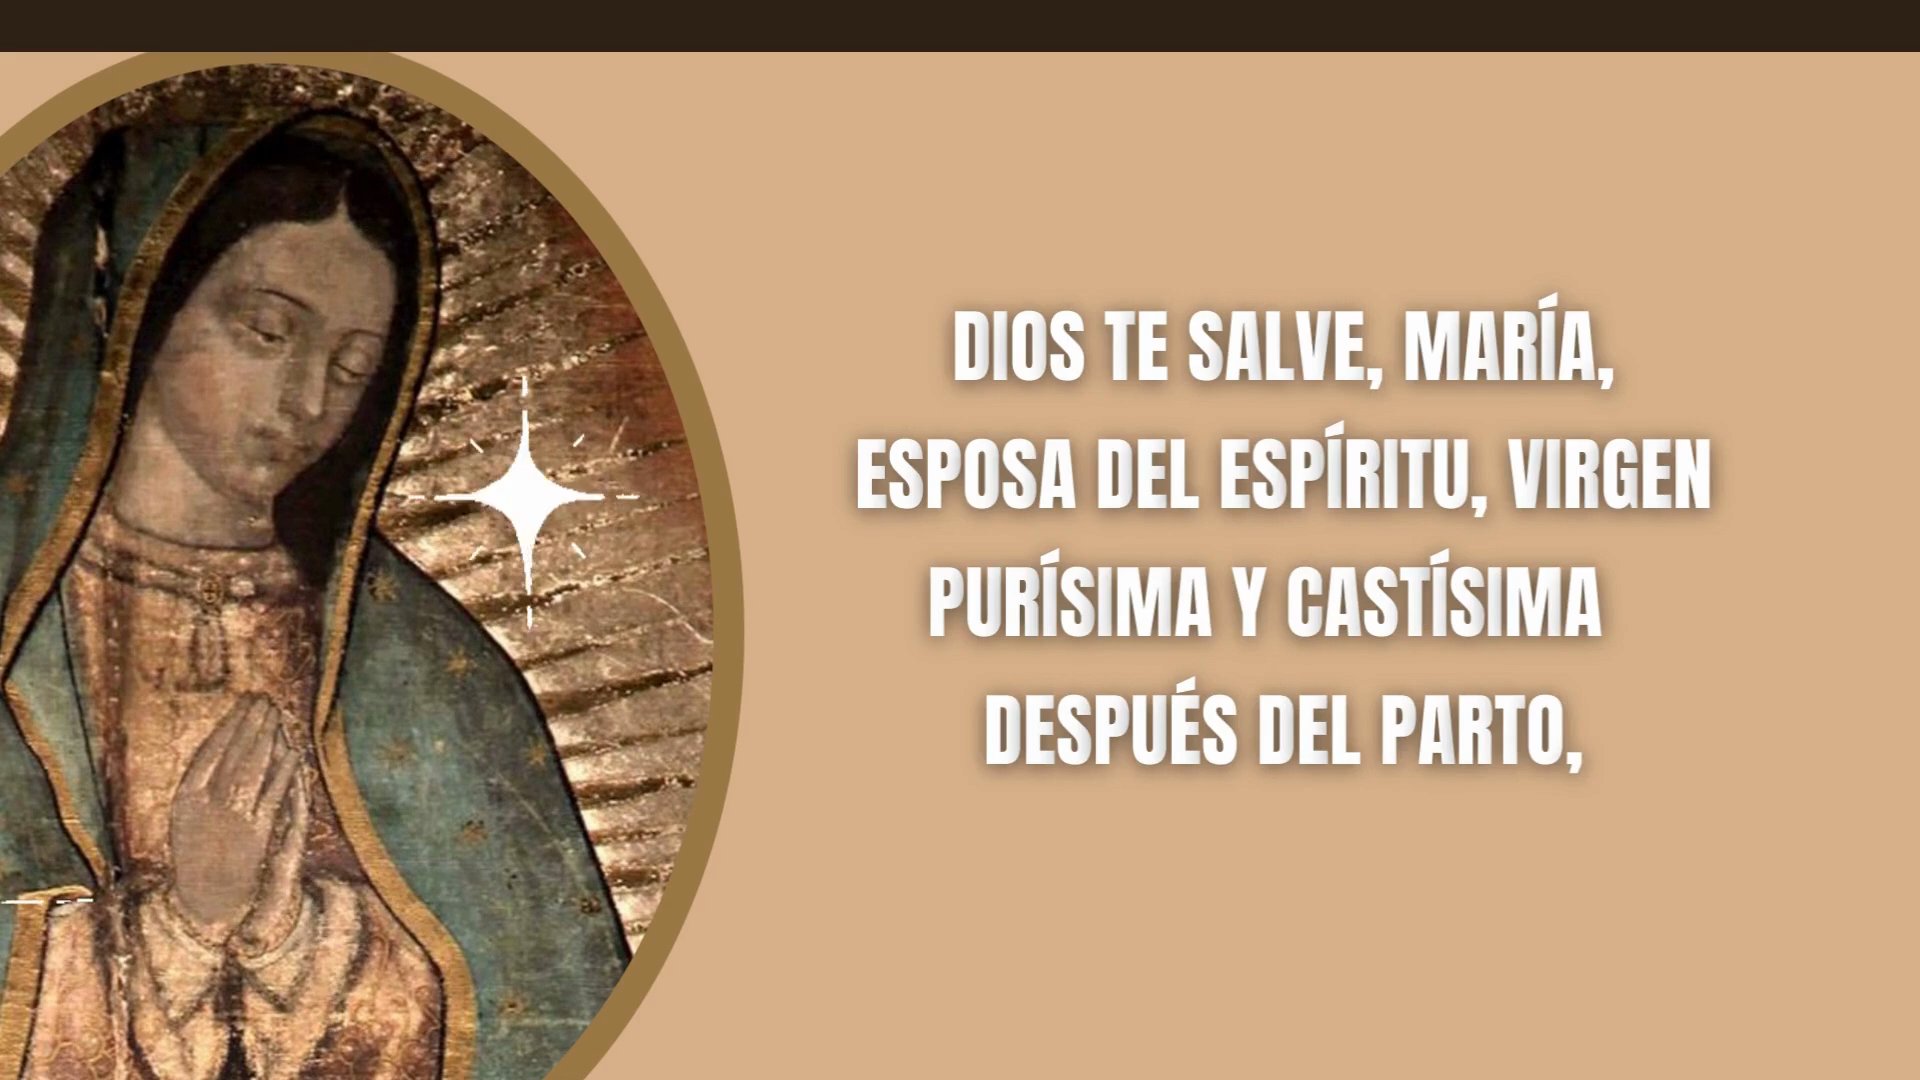 DIOS TE SALVE, MARÍA,
ESPOSA DEL ESPÍRITU, VIRGEN
PURÍSIMA Y CASTÍSIMA
DESPUÉS DEL PARTO,